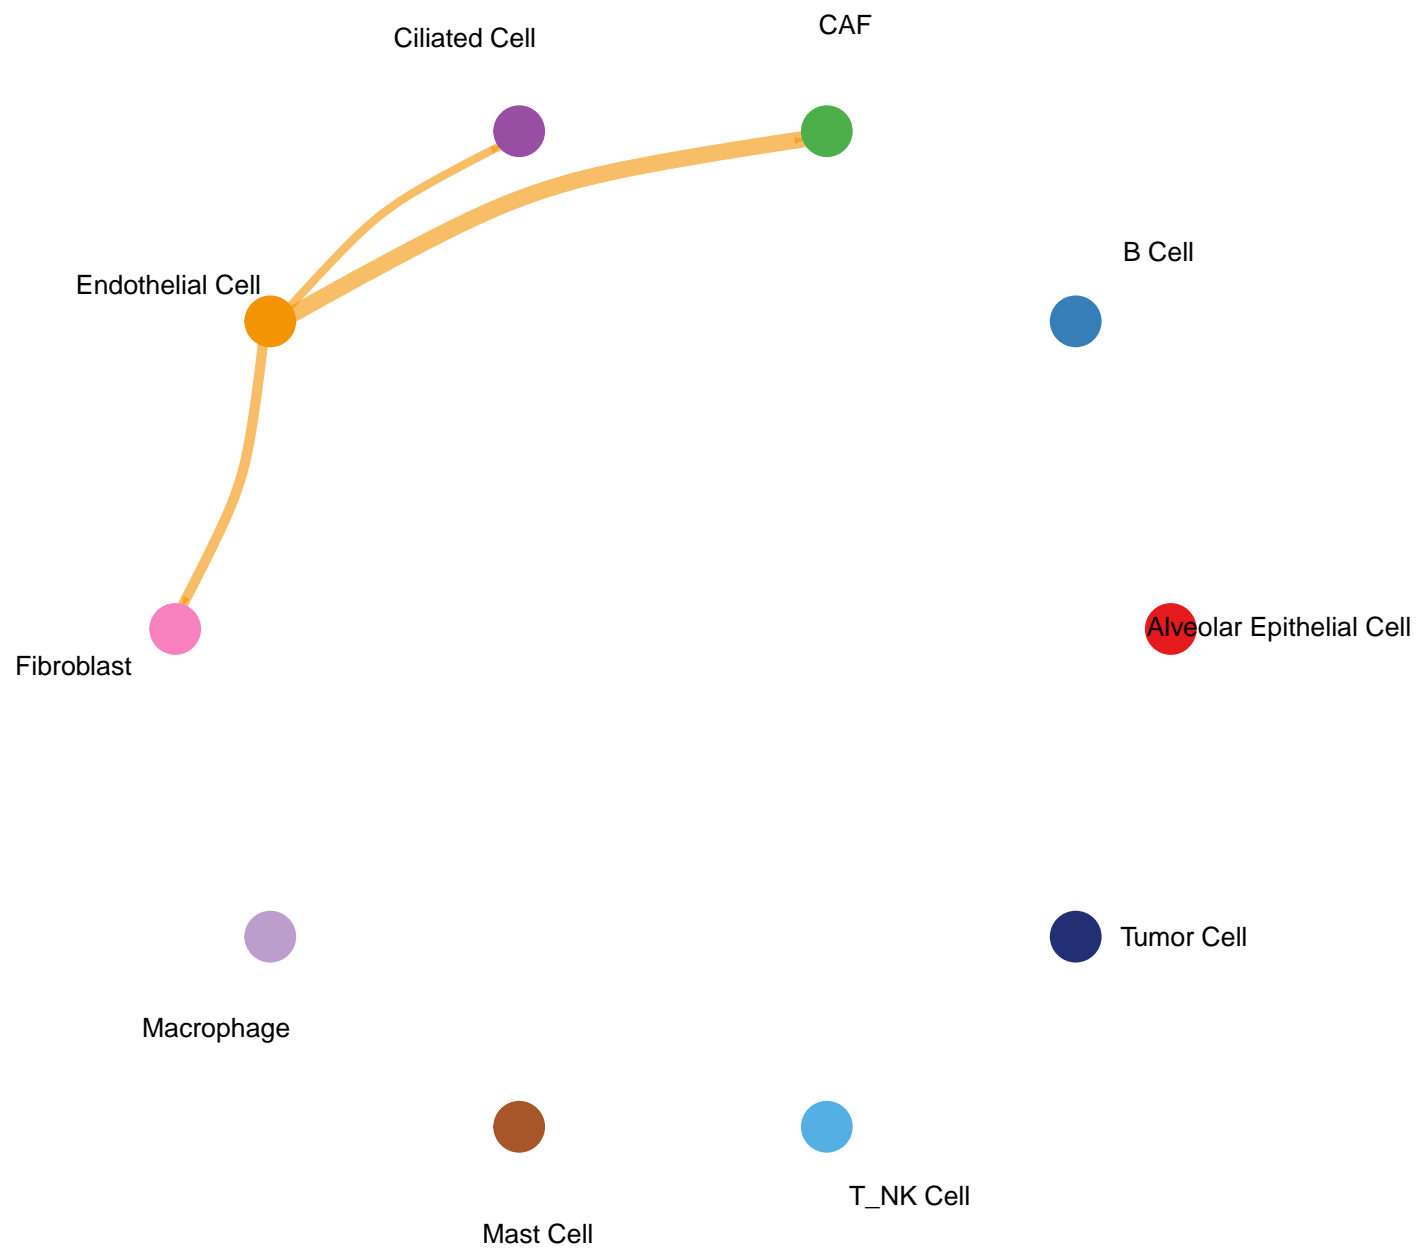 CAF
Ciliated Cell
B Cell
Endothelial Cell
Alveolar Epithelial Cell
Fibroblast
Tumor Cell
Macrophage
T_NK Cell
Mast Cell